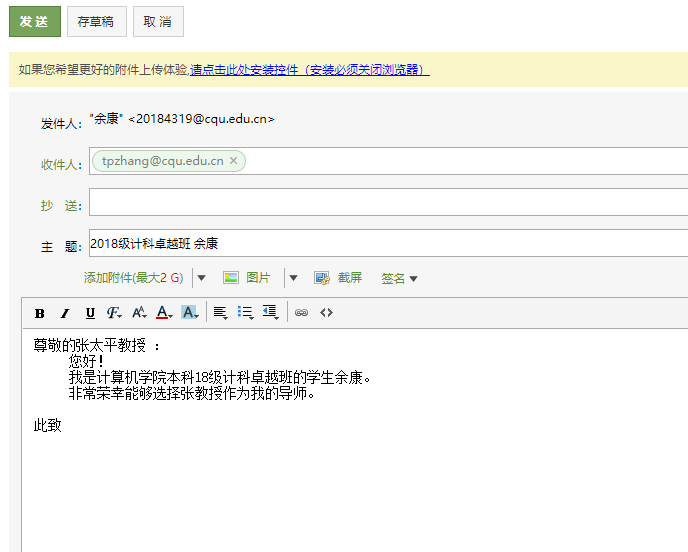 发 送 存草稿 取 消
如果您希望更好的附件上传体验,请点击此处安装控件（安装必须关闭浏览器）
发件人: "余康" <20184319@cqu.edu.cn>
收件人: tpzhang@cqu.edu.cn ×
抄 送:
主 题: 2018级计科卓越班 余康
添加附件(最大2 G) 图片 截屏 签名
B I U F A A A
尊敬的张太平教授 ：
您好！
我是计算机学院本科18级计科卓越班的学生余康。
非常荣幸能够选择张教授作为我的导师。
此致